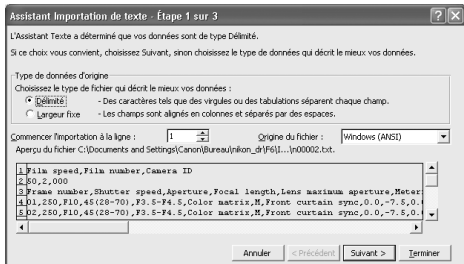 Assistant Importation de texte - Étape 1 sur 3
L'Assistant Texte a déterminé que vos données sont de type Délimité.
Si ce choix vous convient, choisissez Suivant, sinon choisissez le type de données qui décrit le mieux vos données.
Type de données d'origine
Choisissez le type de fichier qui décrit le mieux vos données :
Délimité - Des caractères tels que des virgules ou des tabulations séparent chaque champ.
Largeur fixe - Les champs sont alignés en colonnes et séparés par des espaces.
Commencer l'importation à la ligne : 1 Origine du fichier : Windows (ANSI)
Aperçu du fichier C:\Documents and Settings\Canon\Bureau\nikon_dr\F6\I...\n00002.txt.
1 Film speed,Film number,Camera ID
2 50,2,000
3 Frame number,Shutter speed,Aperture,Focal length,Lens maximum aperture,Meter
4 01,250,F10,45(28-70),F3.5-F4.5,Color matrix,M,Front curtain sync,0.0,-7.5,0.
5 02,250,F10,45(28-70),F3.5-F4.5,Color matrix,M,Front curtain sync,0.0,-7.5,0.
Annuler < Précédent Suivant > Terminer